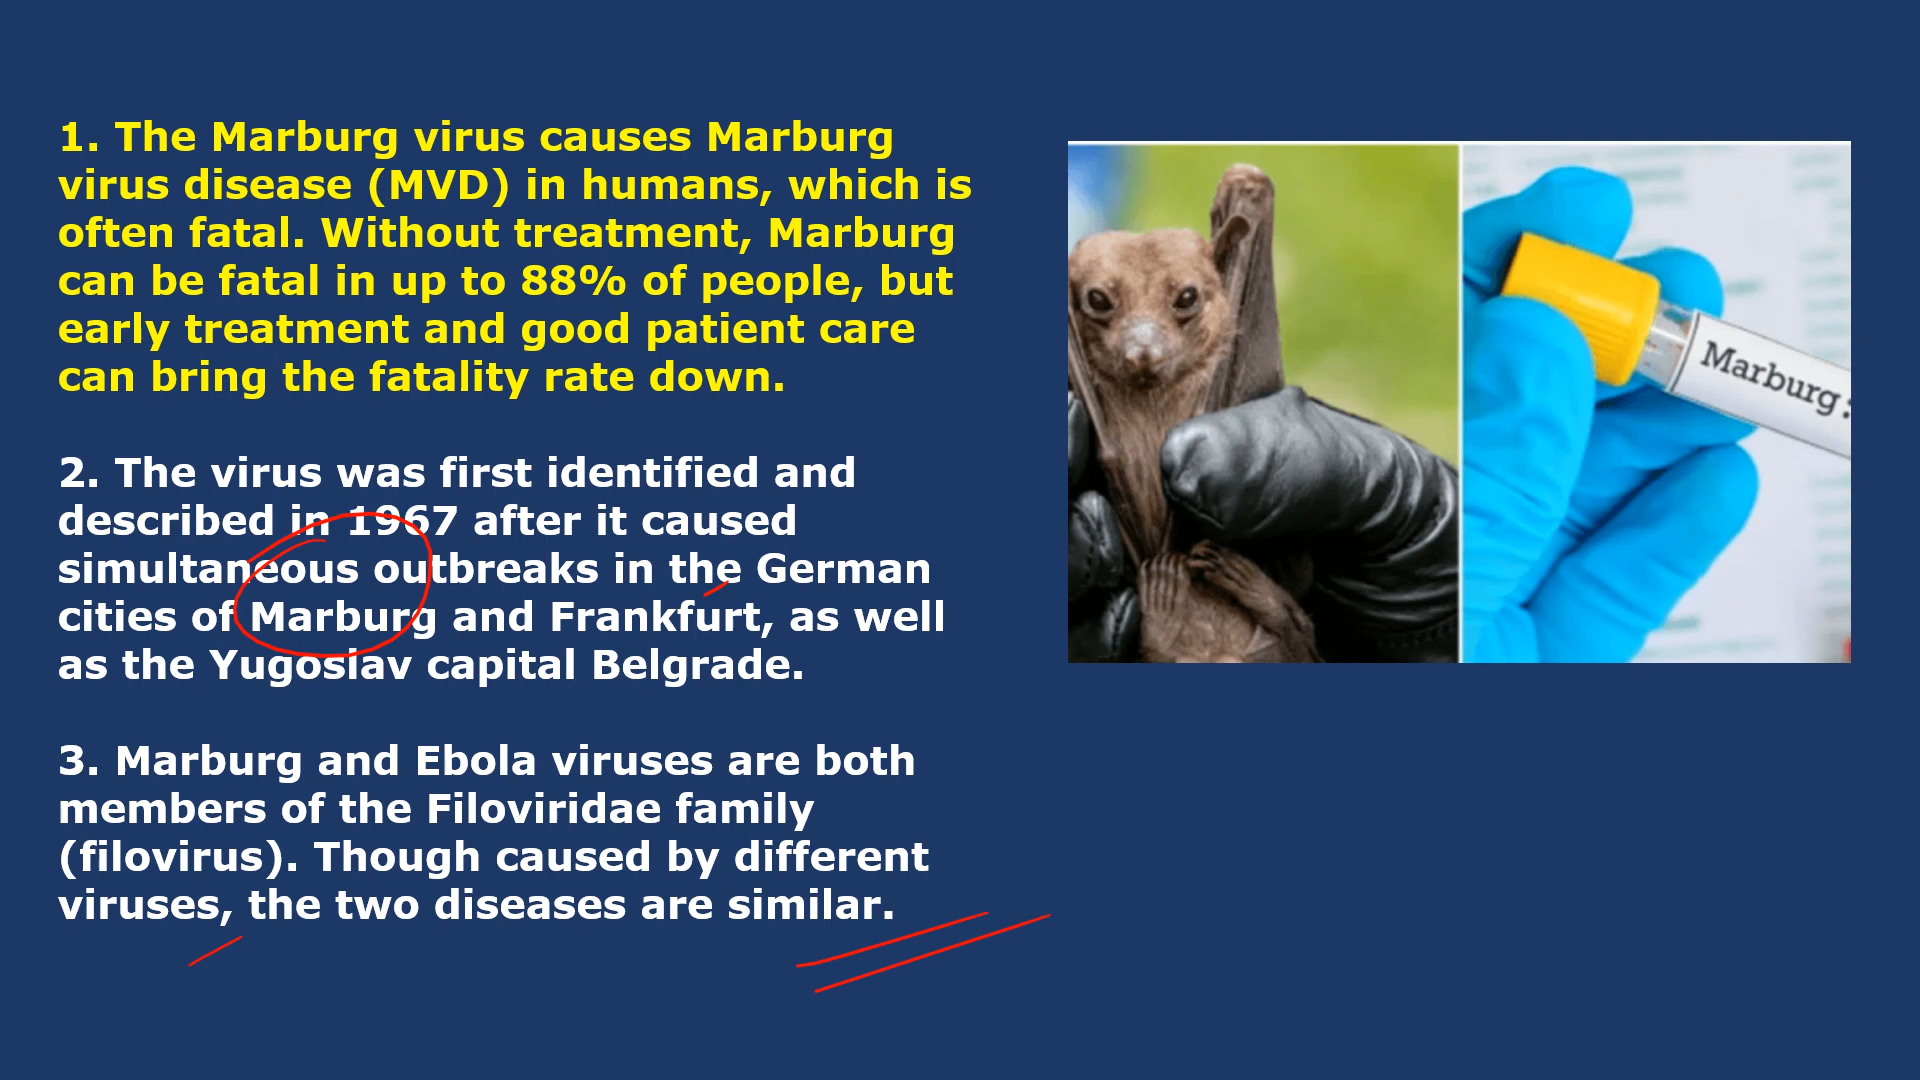 1. The Marburg virus causes Marburg
virus disease (MVD) in humans, which is
often fatal. Without treatment, Marburg
can be fatal in up to 88% of people, but
early treatment and good patient care
can bring the fatality rate down.
2. The virus was first identified and
described in 1967 after it caused
simultaneous outbreaks in the German
cities of Marburg and Frankfurt, as well
as the Yugoslav capital Belgrade.
3. Marburg and Ebola viruses are both
members of the Filoviridae family
(filovirus). Though caused by different
viruses, the two diseases are similar.
Marburg: